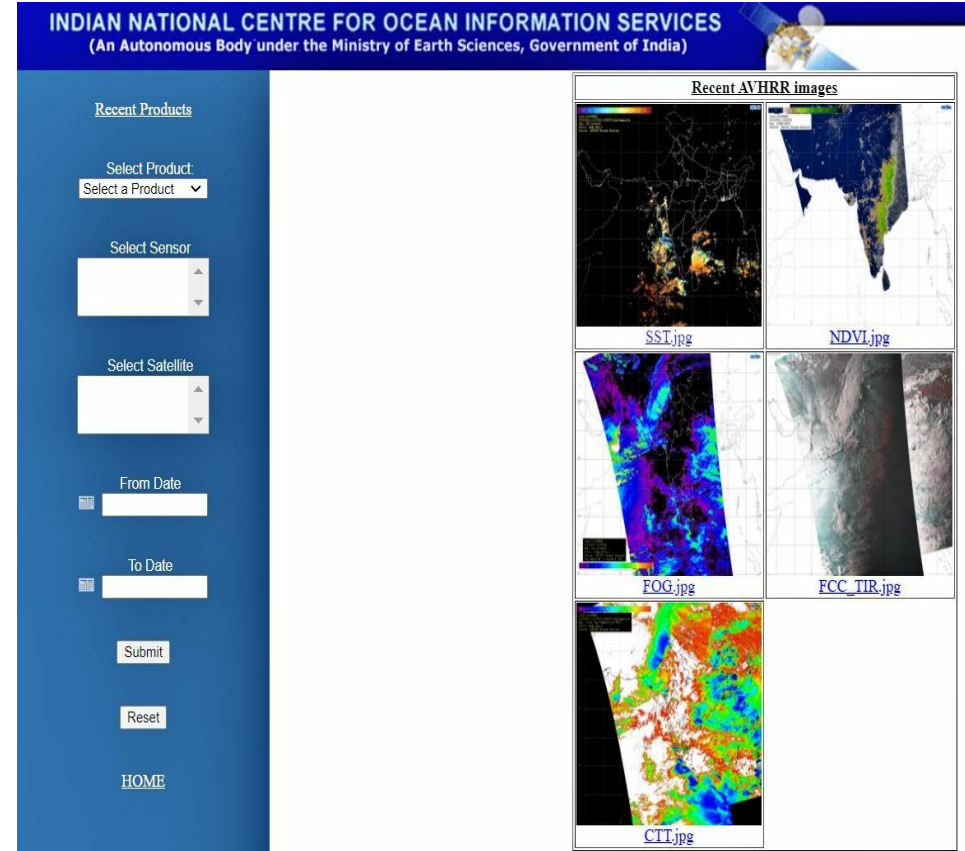 INDIAN NATIONAL CENTRE FOR OCEAN INFORMATION SERVICES
(An Autonomous Body under the Ministry of Earth Sciences, Government of India)
Recent Products
Select Product:
Select a Product
Select Sensor
Select Satellite
From Date
To Date
Submit
Reset
HOME
Recent AVHRR images
SST.jpg
NDVI.jpg
FOG.jpg
FCC_TIR.jpg
CTT.jpg